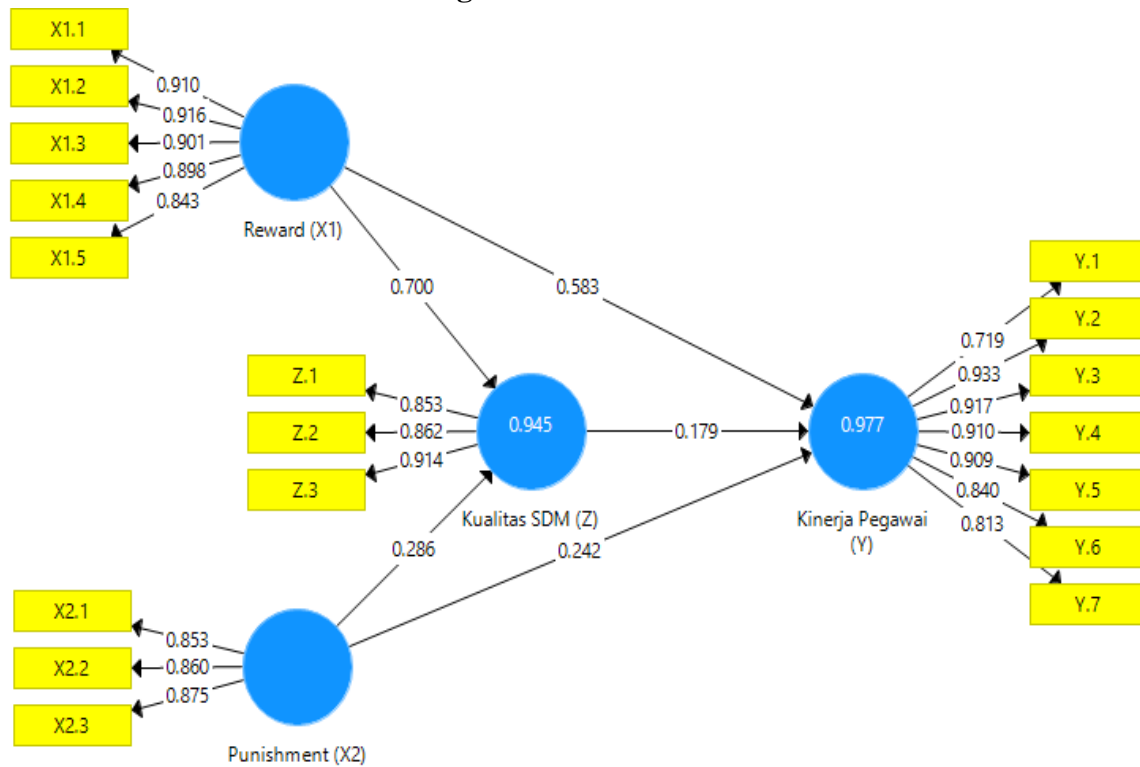 X1.1
X1.2
X1.3
X1.4
X1.5
0.910
0.916
0.901
0.898
0.843
Reward (X1)
0.700
0.583
Z.1
Z.2
Z.3
0.853
0.862
0.914
0.945
Kualitas SDM (Z)
0.179
0.286
0.242
X2.1
X2.2
X2.3
0.853
0.860
0.875
Punishment (X2)
0.977
Kinerja Pegawai
(Y)
0.719
0.933
0.917
0.910
0.909
0.840
0.813
Y.1
Y.2
Y.3
Y.4
Y.5
Y.6
Y.7